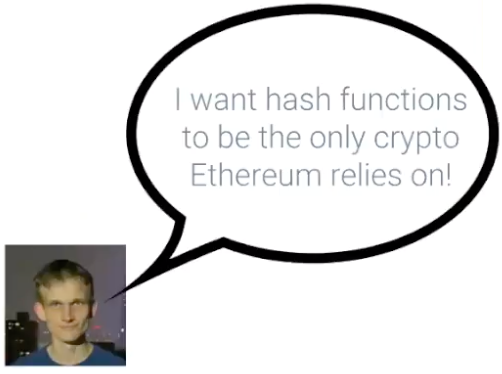 I want hash functions
to be the only crypto
Ethereum relies on!